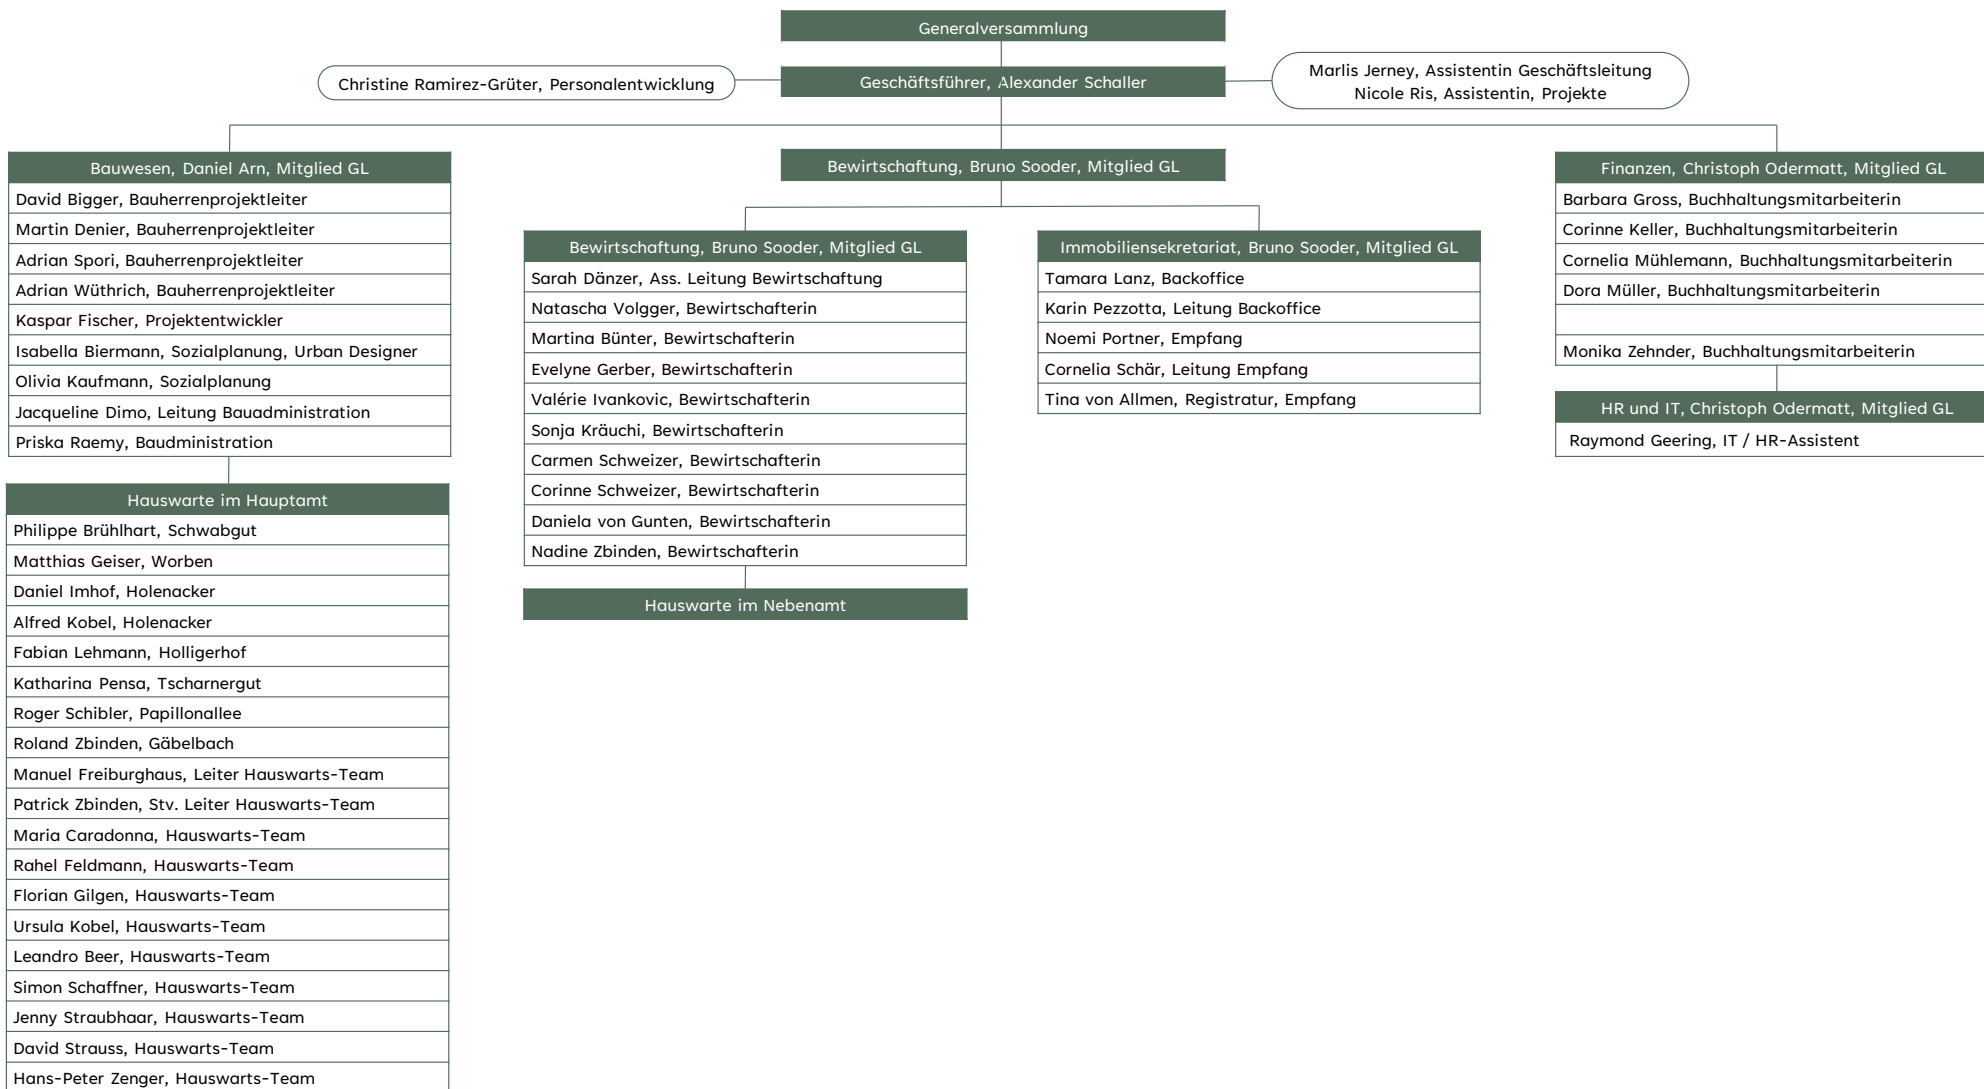 Generalversammlung
Christine Ramirez-Grüter, Personalentwicklung
Geschäftsführer, Alexander Schaller
Marlis Jerney, Assistentin Geschäftsleitung
Nicole Ris, Assistentin, Projekte
Bauwesen, Daniel Arn, Mitglied GL
David Bigger, Bauherrenprojektleiter
Martin Denier, Bauherrenprojektleiter
Adrian Spori, Bauherrenprojektleiter
Adrian Wüthrich, Bauherrenprojektleiter
Kaspar Fischer, Projektentwickler
Isabella Biermann, Sozialplanung, Urban Designer
Olivia Kaufmann, Sozialplanung
Jacqueline Dimo, Leitung Bauadministration
Priska Raemy, Baudministration
Hauswarte im Hauptamt
Philippe Brühlhart, Schwabgut
Matthias Geiser, Worben
Daniel Imhof, Holenacker
Alfred Kobel, Holenacker
Fabian Lehmann, Holligerhof
Katharina Pensa, Tscharnergut
Roger Schibler, Papillonallee
Roland Zbinden, Gäbelbach
Manuel Freiburghaus, Leiter Hauswarts-Team
Patrick Zbinden, Stv. Leiter Hauswarts-Team
Maria Caradonna, Hauswarts-Team
Rahel Feldmann, Hauswarts-Team
Florian Gilgen, Hauswarts-Team
Ursula Kobel, Hauswarts-Team
Leandro Beer, Hauswarts-Team
Simon Schaffner, Hauswarts-Team
Jenny Straubhaar, Hauswarts-Team
David Strauss, Hauswarts-Team
Hans-Peter Zenger, Hauswarts-Team
Bewirtschaftung, Bruno Sooder, Mitglied GL
Bewirtschaftung, Bruno Sooder, Mitglied GL
Sarah Dänzer, Ass. Leitung Bewirtschaftung
Natascha Volgger, Bewirtschafterin
Martina Bünter, Bewirtschafterin
Evelyne Gerber, Bewirtschafterin
Valérie Ivankovic, Bewirtschafterin
Sonja Kräuchi, Bewirtschafterin
Carmen Schweizer, Bewirtschafterin
Corinne Schweizer, Bewirtschafterin
Daniela von Gunten, Bewirtschafterin
Nadine Zbinden, Bewirtschafterin
Hauswarte im Nebenamt
Immobiliensekretariat, Bruno Sooder, Mitglied GL
Tamara Lanz, Backoffice
Karin Pezzotta, Leitung Backoffice
Noemi Portner, Empfang
Cornelia Schär, Leitung Empfang
Tina von Allmen, Registratur, Empfang
Finanzen, Christoph Odermatt, Mitglied GL
Barbara Gross, Buchhaltungsmitarbeiterin
Corinne Keller, Buchhaltungsmitarbeiterin
Cornelia Mühlemann, Buchhaltungsmitarbeiterin
Dora Müller, Buchhaltungsmitarbeiterin
Monika Zehnder, Buchhaltungsmitarbeiterin
HR und IT, Christoph Odermatt, Mitglied GL
Raymond Geering, IT / HR-Assistent